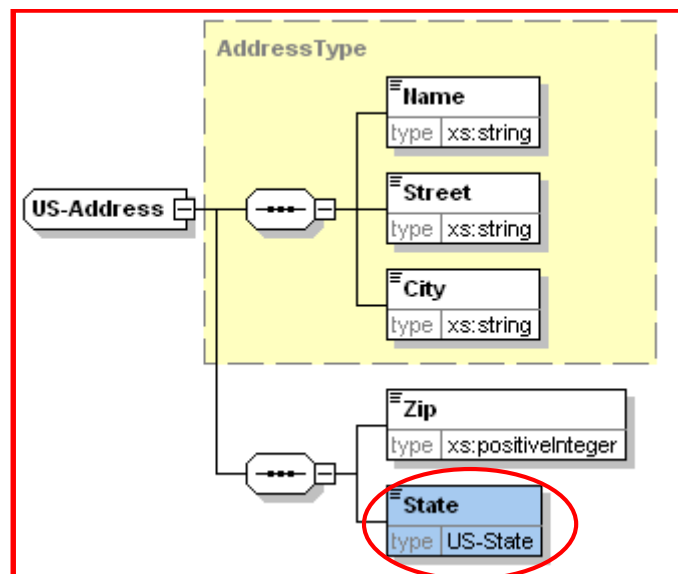 AddressType
Name
type xs:string
US-Address
Street
type xs:string
City
type xs:string
Zip
type xs:positiveInteger
State
type US-State